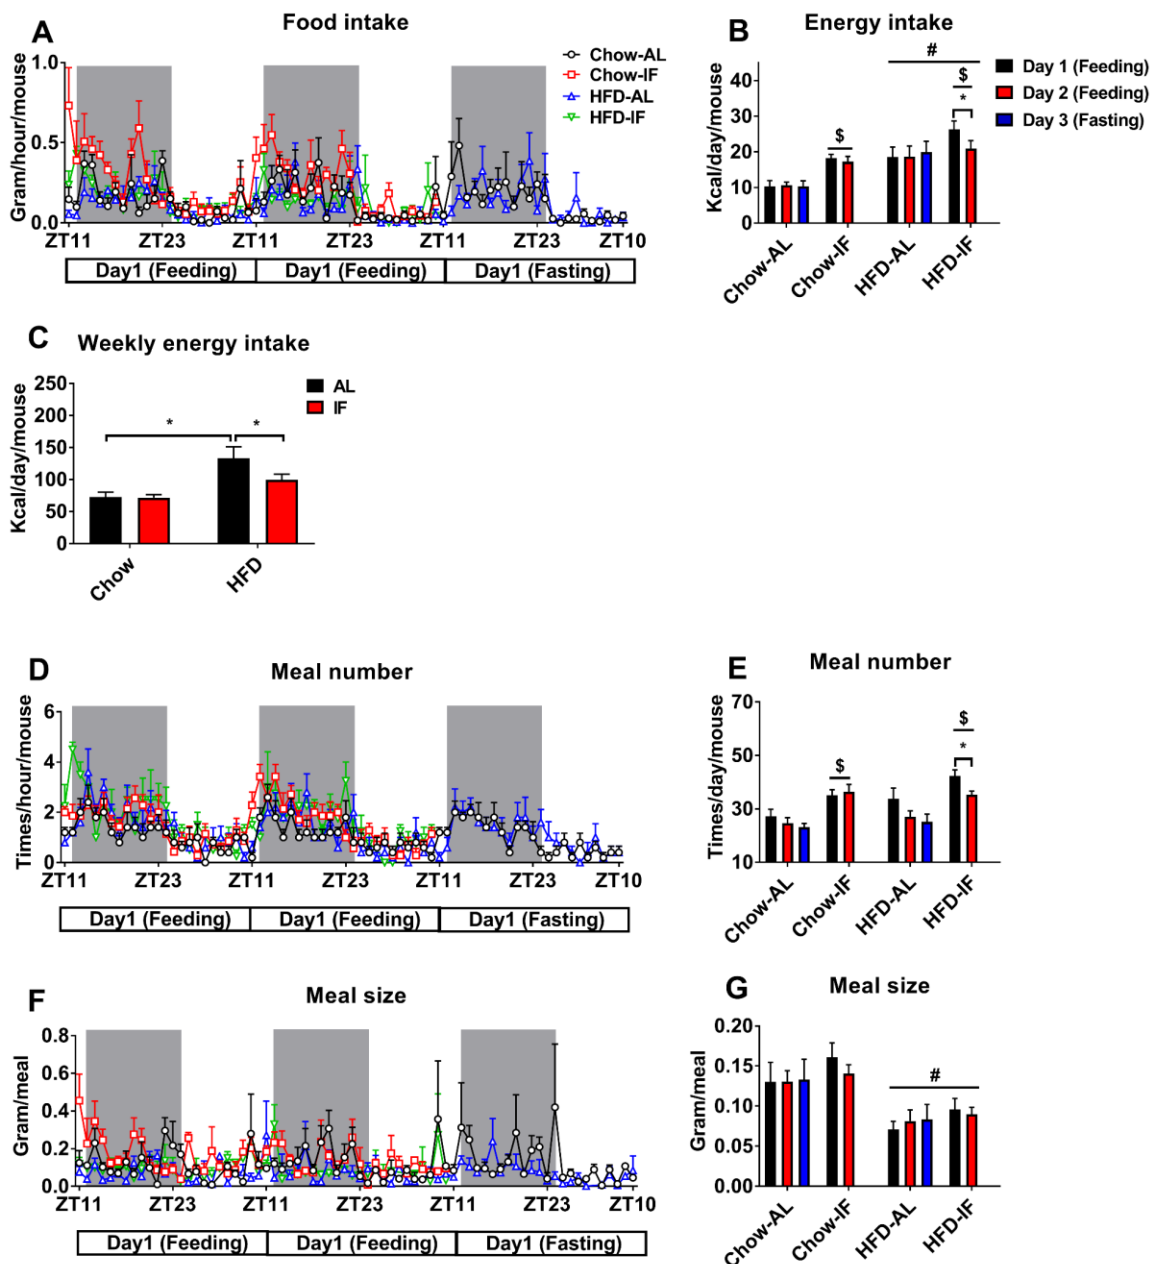 A
Food intake
Gram/hour/mouse
1.0
0.5
0.0
ZT11 ZT23 ZT11 ZT23 ZT11 ZT23 ZT10
Day1 (Feeding) Day1 (Feeding) Day1 (Fasting)
Chow-AL
Chow-IF
HFD-AL
HFD-IF
B
Energy intake
Kcal/day/mouse
40
30
20
10
0
$
#
$
*
Chow-AL Chow-IF HFD-AL HFD-IF
Day 1 (Feeding)
Day 2 (Feeding)
Day 3 (Fasting)
C
Weekly energy intake
Kcal/day/mouse
250
200
150
100
50
0
* *
Chow HFD
AL
IF
D
Meal number
Times/hour/mouse
6
4
2
0
ZT11 ZT23 ZT11 ZT23 ZT11 ZT23 ZT10
Day1 (Feeding) Day1 (Feeding) Day1 (Fasting)
E
Meal number
Times/day/mouse
70
50
30
10
$
$
*
Chow-AL Chow-IF HFD-AL HFD-IF
F
Meal size
Gram/meal
0.8
0.6
0.4
0.2
0.0
ZT11 ZT23 ZT11 ZT23 ZT11 ZT23 ZT10
Day1 (Feeding) Day1 (Feeding) Day1 (Fasting)
G
Meal size
Gram/meal
0.20
0.15
0.10
0.05
0.00
#
Chow-AL Chow-IF HFD-AL HFD-IF